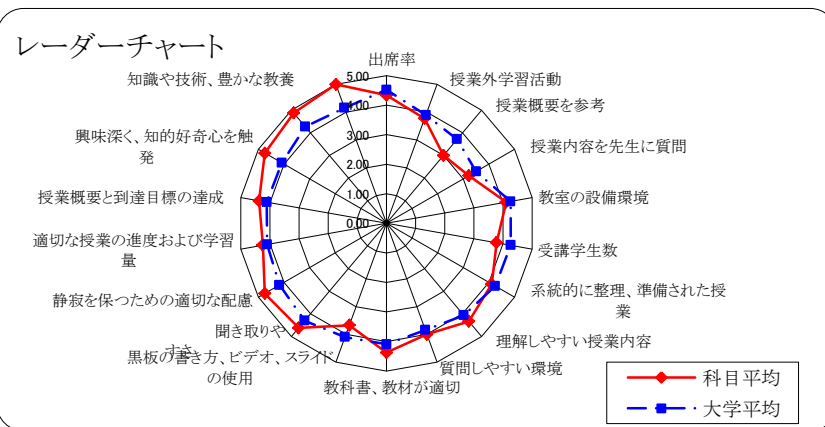 レーダーチャート
出席率
授業外学習活動
授業概要を参考
授業内容を先生に質問
教室の設備環境
受講学生数
系統的に整理、準備された授
業
理解しやすい授業内容
質問しやすい環境
教科書、教材が適切
黒板の書き方、ビデオ、スライド
の使用
聞き取りや
すさ
静寂を保つための適切な配慮
適切な授業の進度および学習
量
授業概要と到達目標の達成
興味深く、知的好奇心を触
発
知識や技術、豊かな教養
5.00
4.00
3.00
2.00
1.00
0.00
科目平均
大学平均